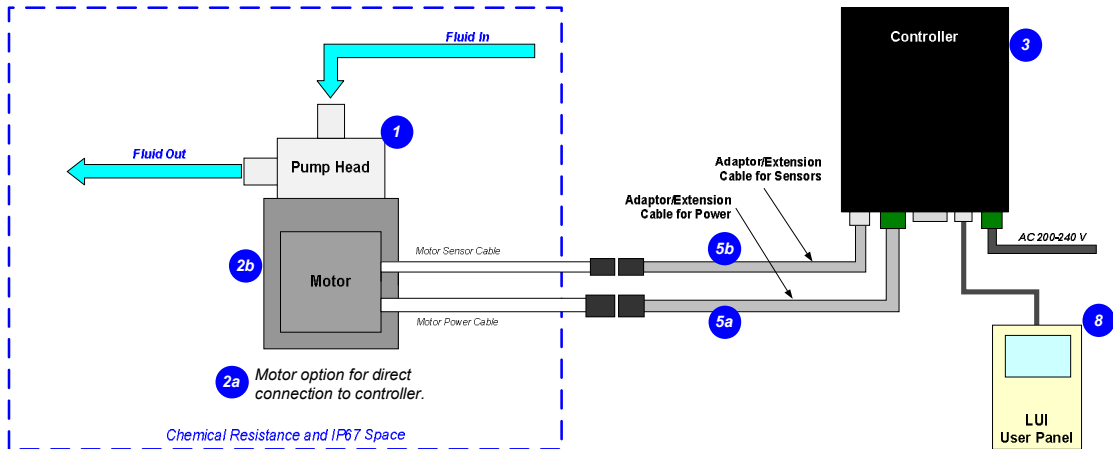 Fluid In
Controller
3
1
Fluid Out
Pump Head
Adaptor/Extension
Cable for Sensors
Adaptor/Extension
Cable for Power
AC 200-240 V
Motor Sensor Cable
5b
2b
Motor
Motor Power Cable
5a
8
2a
Motor option for direct
connection to controller.
LUI
User Panel
Chemical Resistance and IP67 Space